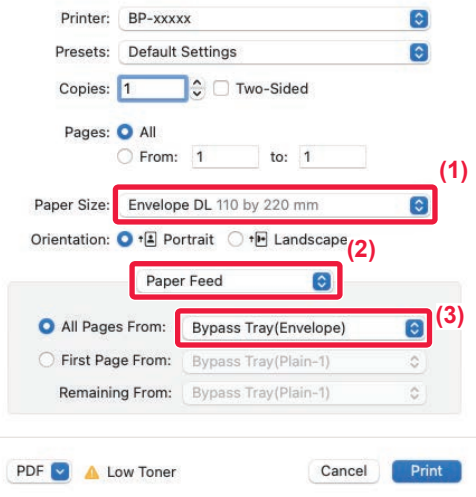 Printer: BP-xxxxx
Presets: Default Settings
Copies: 1 Two-Sided
Pages: All
From: 1 to: 1
(1)
Paper Size: Envelope DL 110 by 220 mm
Orientation: Portrait Landscape
(2)
Paper Feed
(3)
All Pages From: Bypass Tray(Envelope)
First Page From: Bypass Tray(Plain-1)
Remaining From: Bypass Tray(Plain-1)
PDF Low Toner Cancel Print